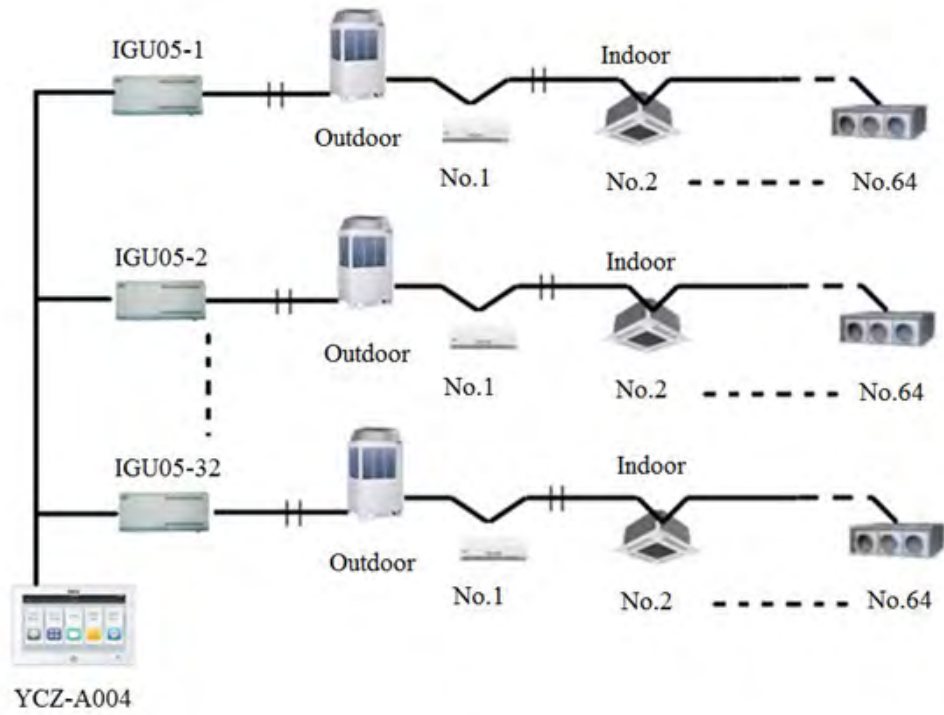 IGU05-1
Indoor
Outdoor
No.1
No.2
No.64
IGU05-2
Indoor
Outdoor
No.1
No.2
No.64
IGU05-32
Indoor
Outdoor
No.1
No.2
No.64
YCZ-A004